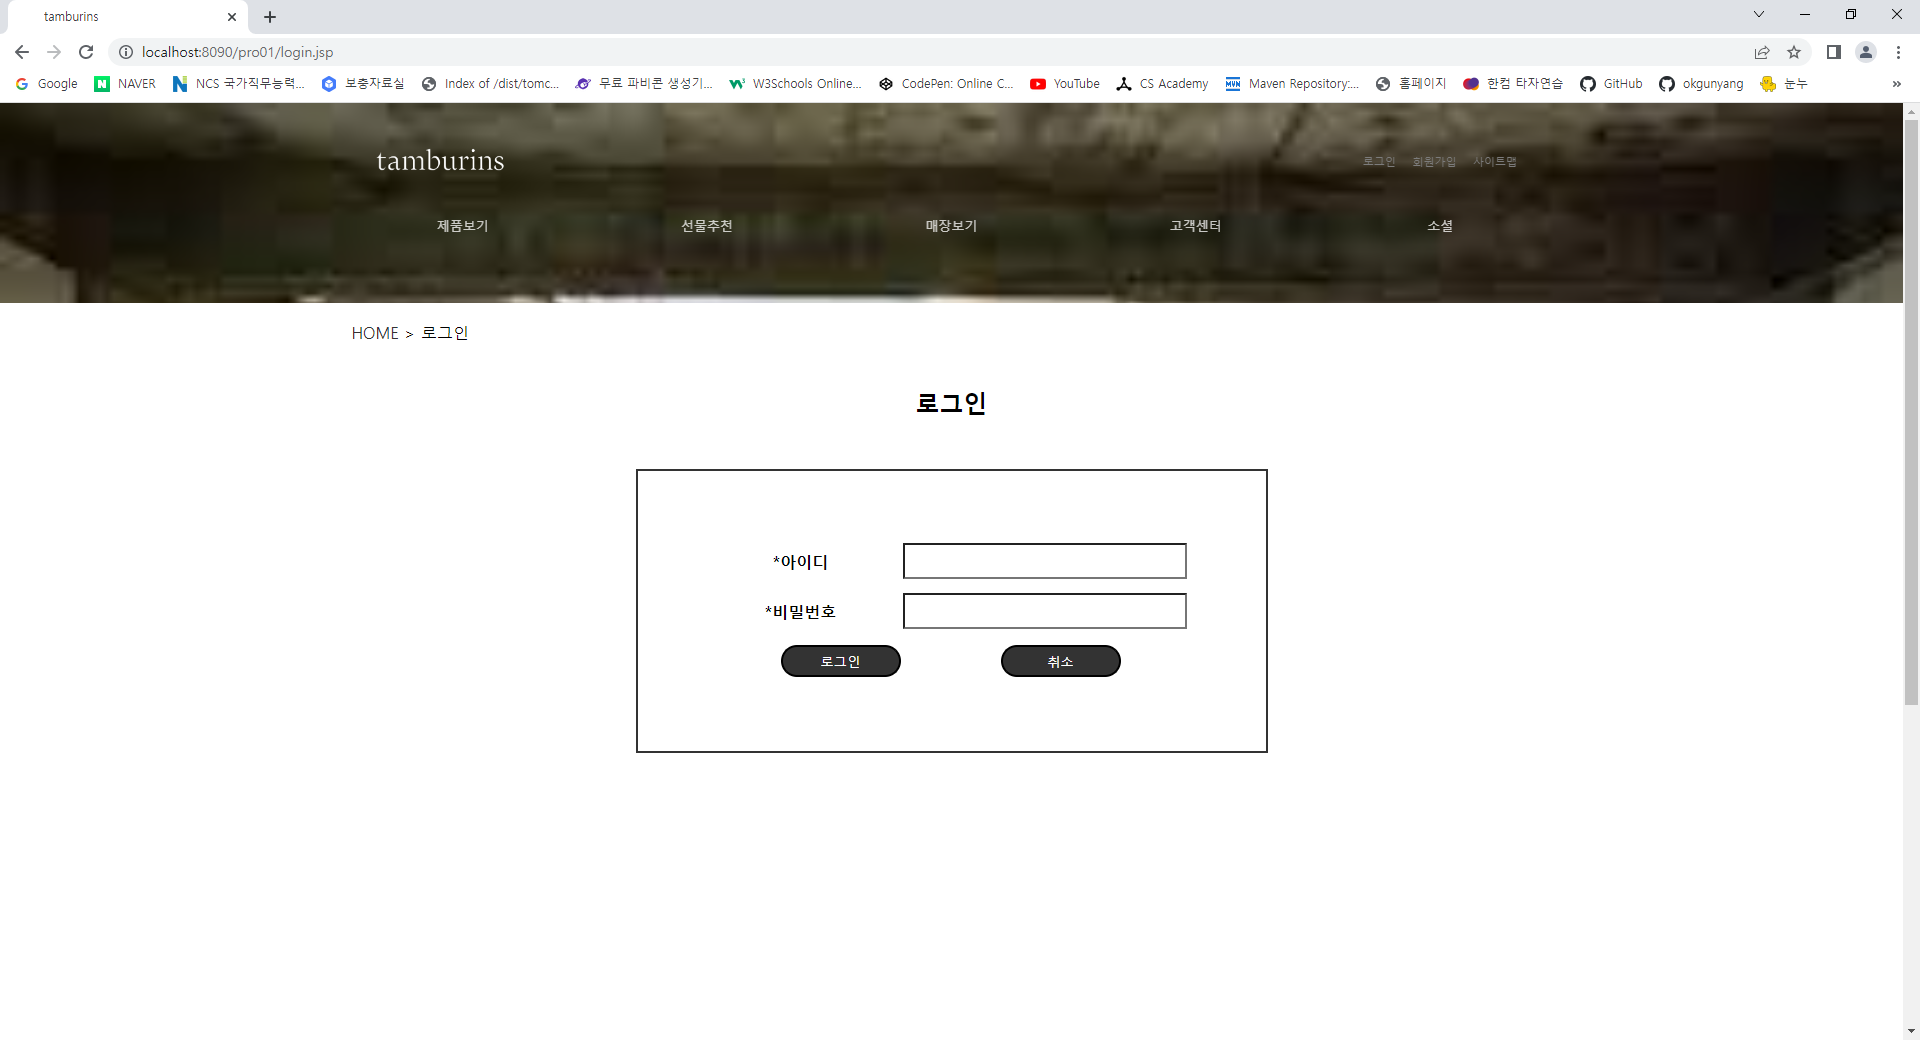 tamburins
localhost:8090/pro01/login.jsp
Google NAVER NCS 국가직무능력... 보충자료실 Index of /dist/tomc... 무료 파비콘 생성기... W3Schools Online... CodePen: Online C... YouTube CS Academy Maven Repository:... 홈페이지 한컴 타자연습 GitHub okgunyang 눈누 »
tamburins 로그인 회원가입 사이트맵
제품보기 선물추천 매장보기 고객센터 소셜
HOME > 로그인
로그인
*아이디
*비밀번호
로그인 취소